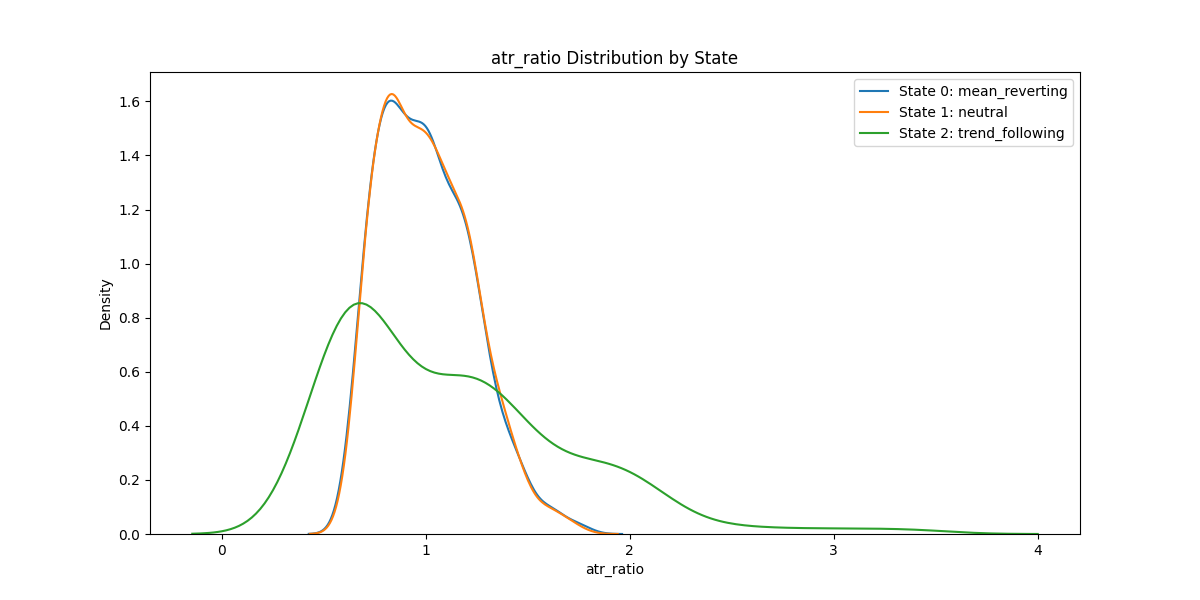 atr_ratio Distribution by State
State 0: mean_reverting
State 1: neutral
State 2: trend_following
Density
1.6
1.4
1.2
1.0
0.8
0.6
0.4
0.2
0.0
0 1 2 3 4
atr_ratio